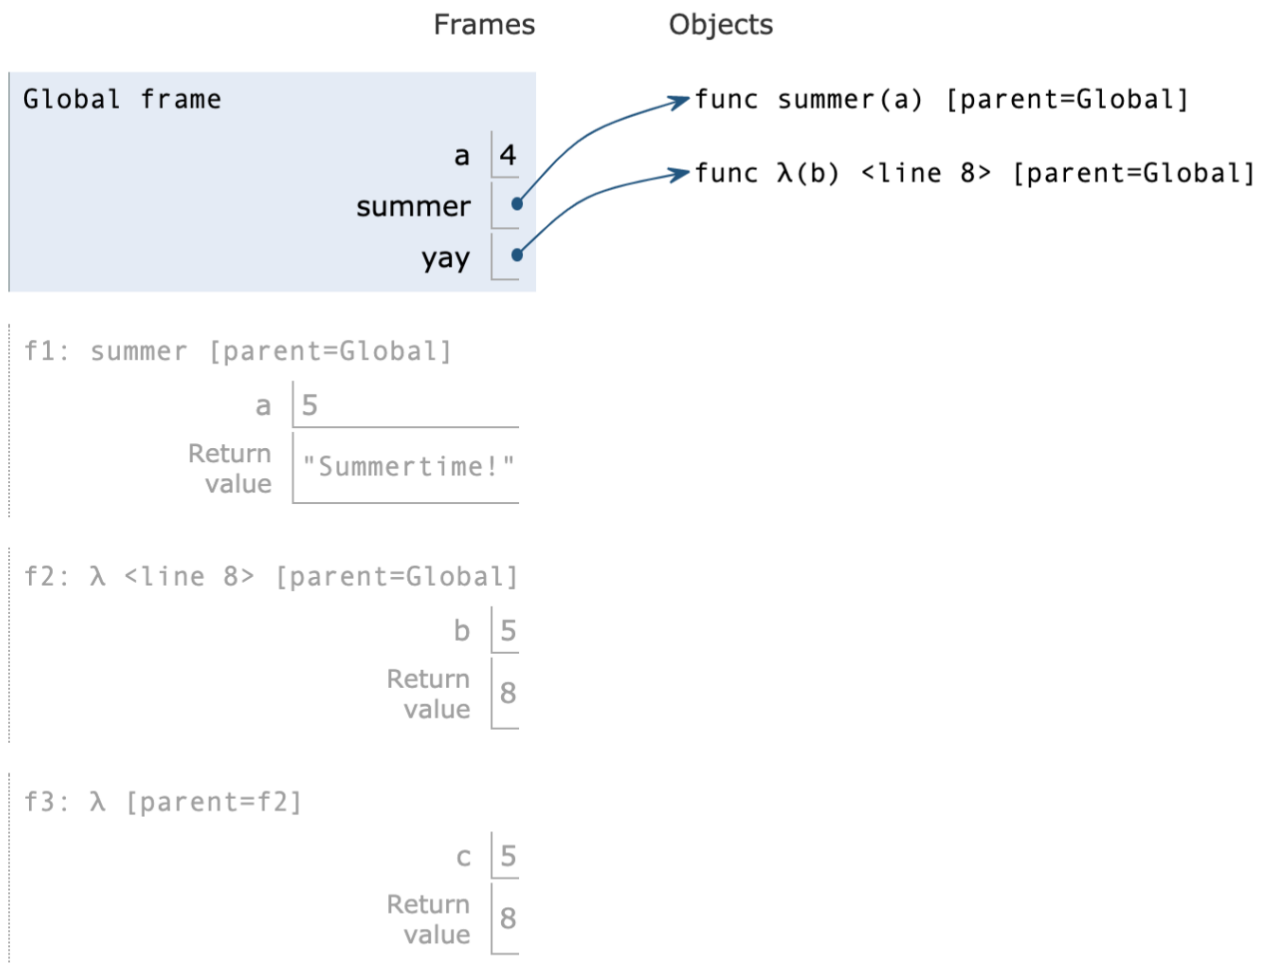 Frames Objects
Global frame
a 4
summer
yay
func summer(a) [parent=Global]
func λ(b) <line 8> [parent=Global]
f1: summer [parent=Global]
a 5
Return
value "Summertime!"
f2: λ <line 8> [parent=Global]
b 5
Return
value 8
f3: λ [parent=f2]
c 5
Return
value 8